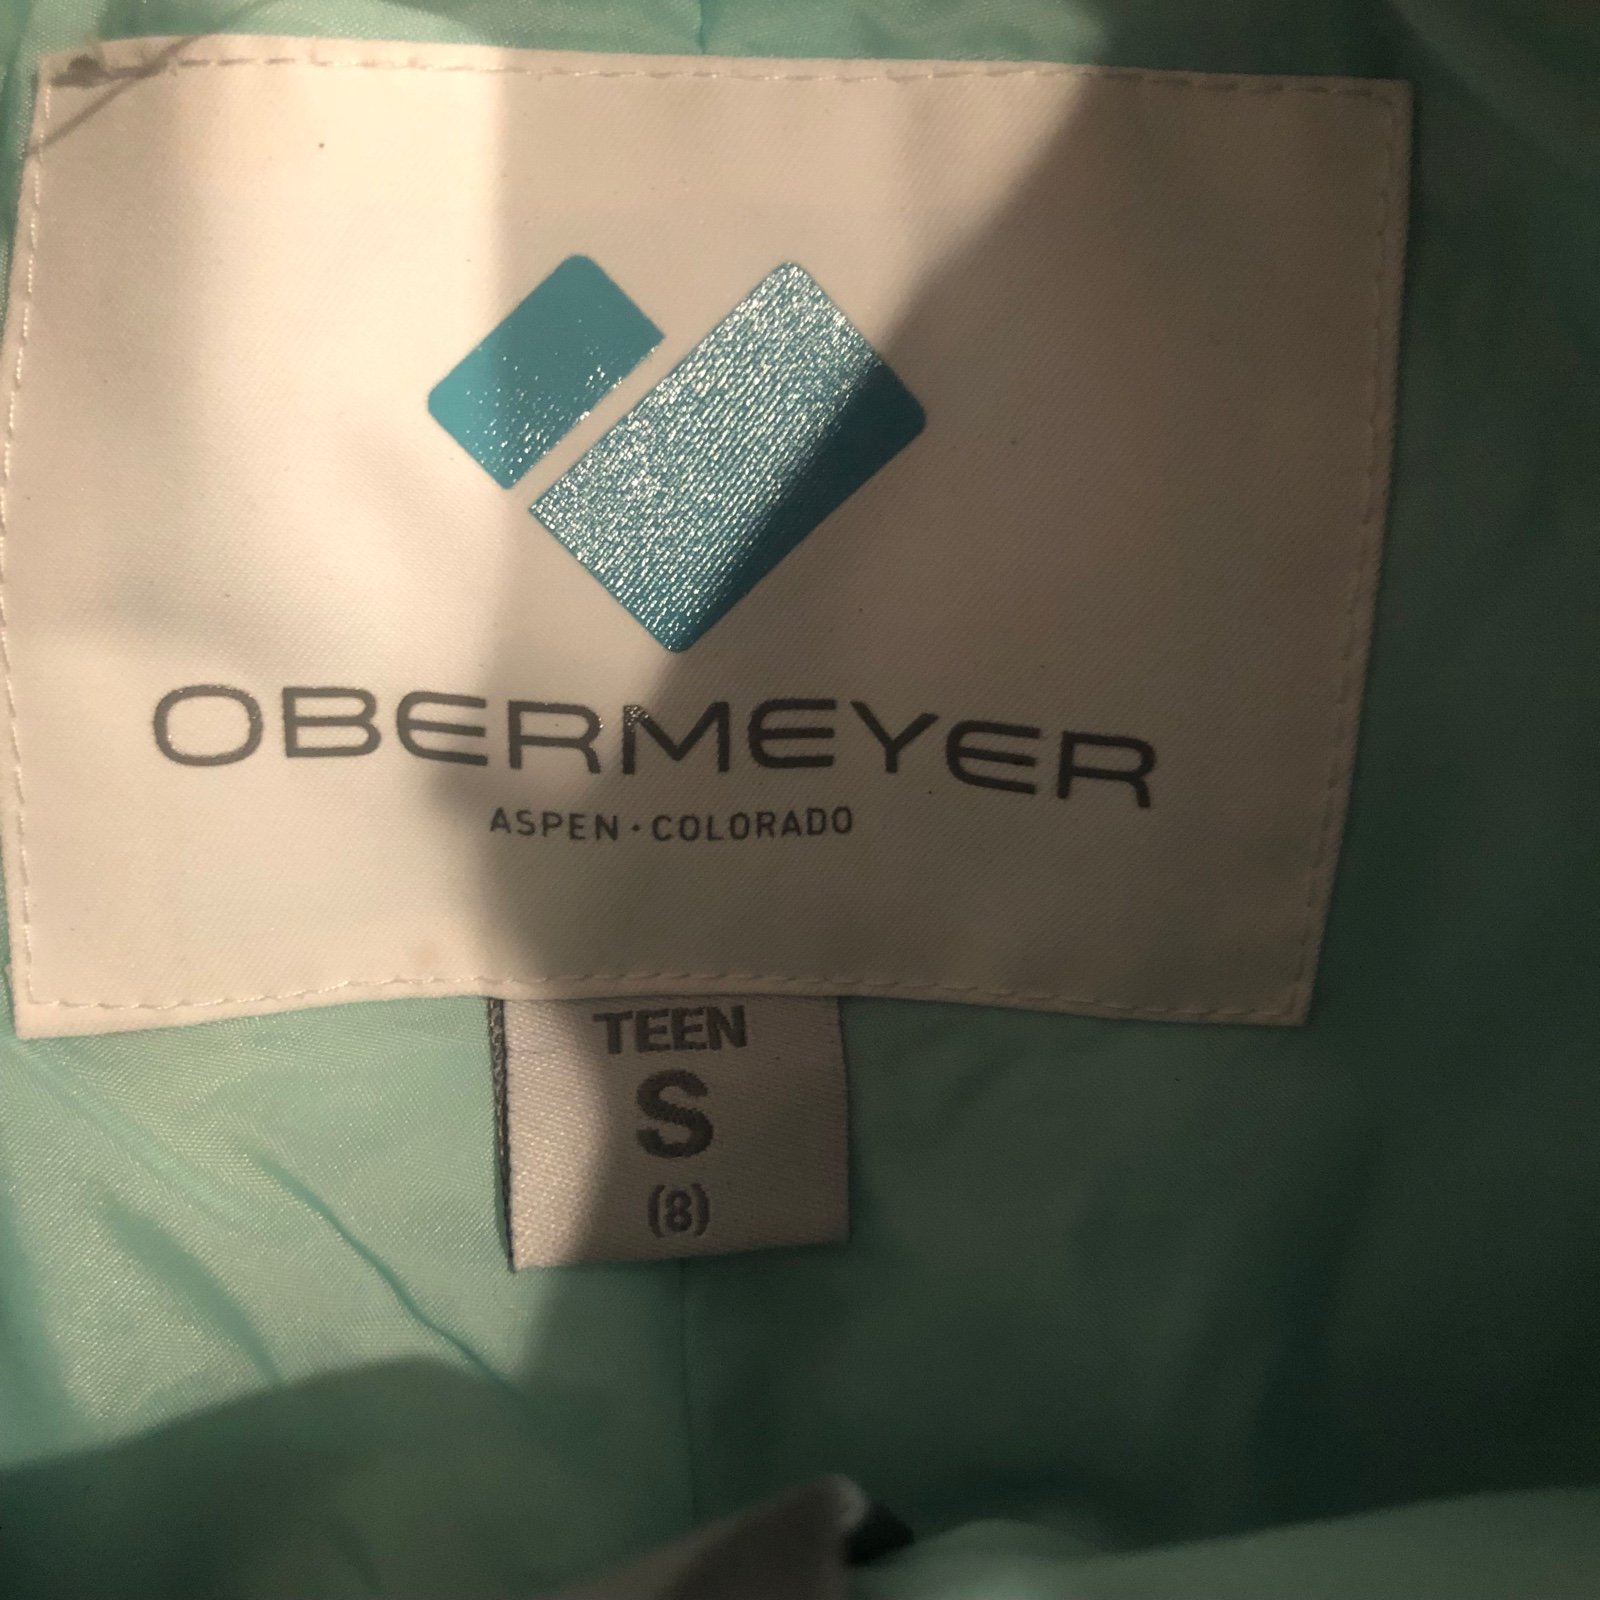 OBERMEYER
ASPEN · COLORADO
TEEN
S
(8)